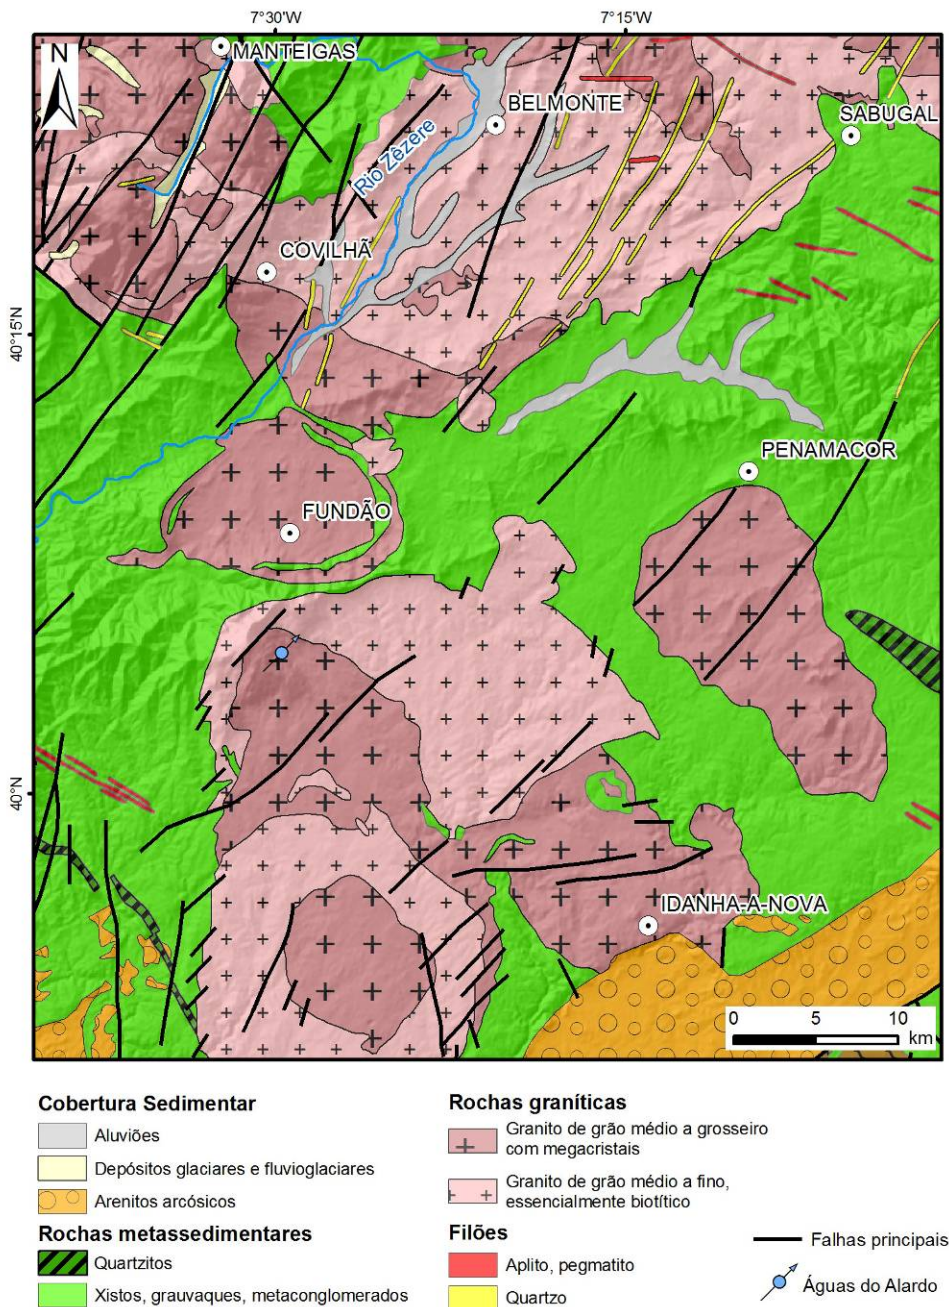 7°30'W
7°15'W
N
MANTEIGAS
BELMONTE
SABUGAL
Rio Zêzere
COVILHÃ
40°15'N
PENAMACOR
FUNDÃO
40°N
IDANHA-A-NOVA
0 5 10
km
Cobertura Sedimentar
Aluviões
Depósitos glaciares e fluvioglaciares
Arenitos arcósicos
Rochas metassedimentares
Quartzitos
Xistos, grauvaques, metaconglomerados
Rochas graníticas
Granito de grão médio a grosseiro
com megacristais
Granito de grão médio a fino,
essencialmente biotítico
Filões
Aplito, pegmatito
Quartzo
Falhas principais
Águas do Alardo